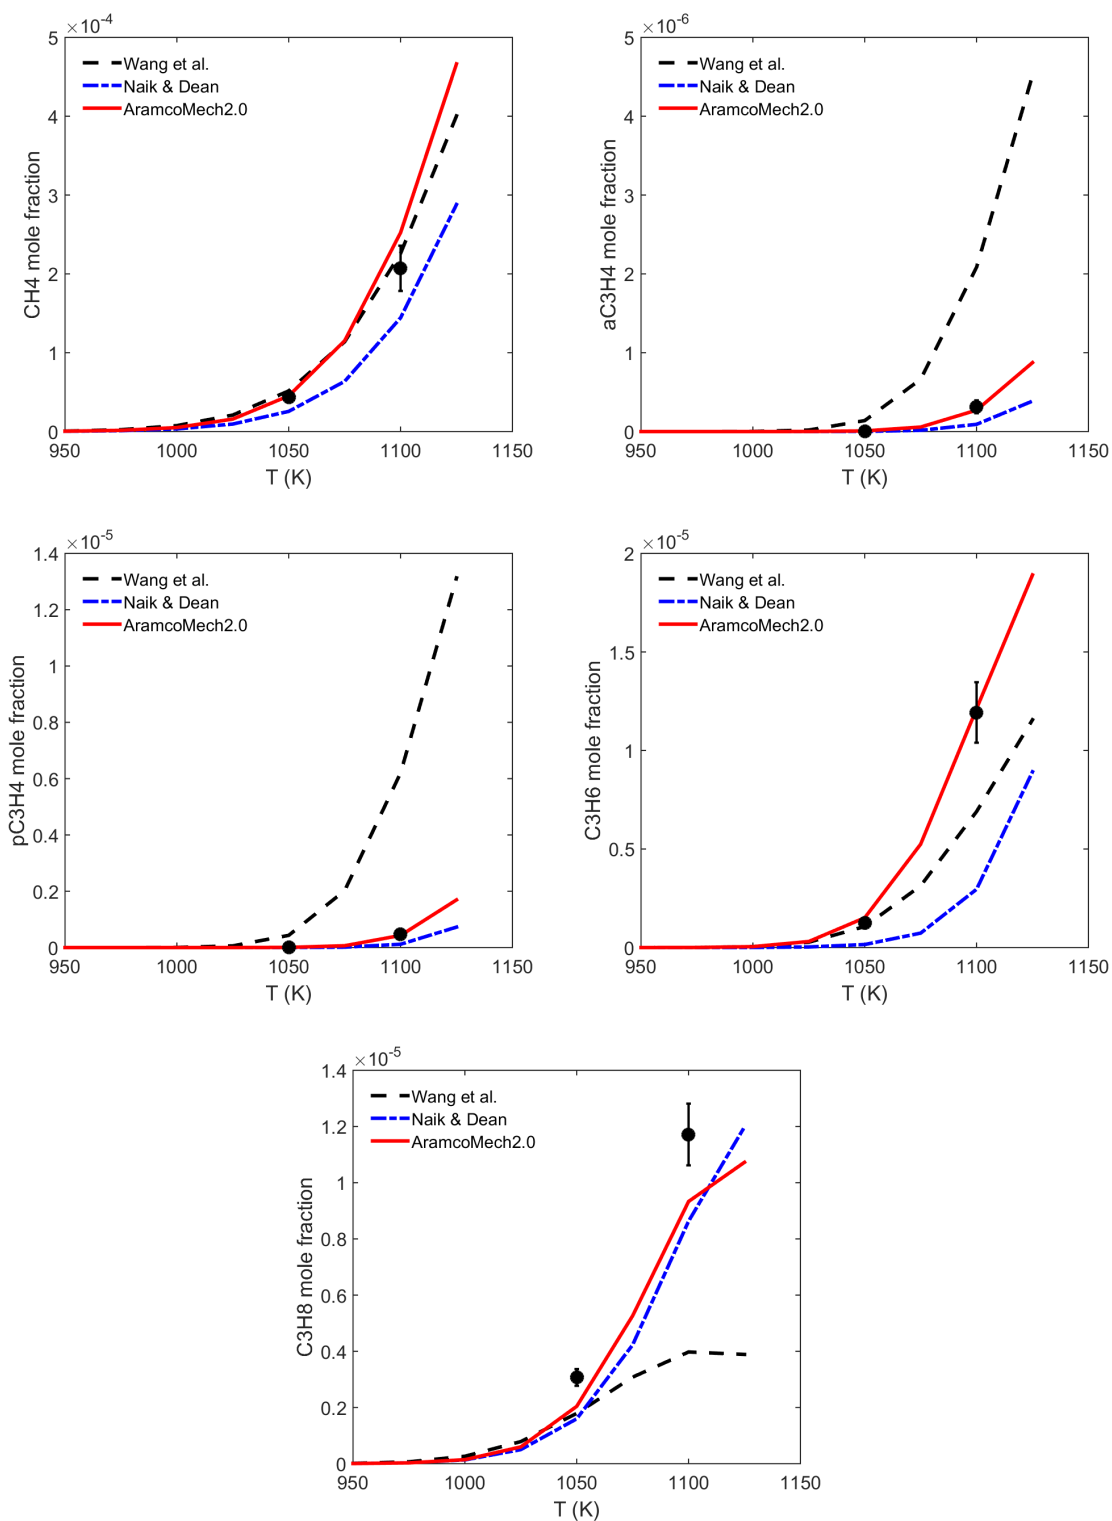 ×10-4
5
4
3
2
1
0
CH4 mole fraction
Wang et al.
Naik & Dean
AramcoMech2.0
950 1000 1050 1100 1150
T (K)
×10-6
5
4
3
2
1
0
aC3H4 mole fraction
Wang et al.
Naik & Dean
AramcoMech2.0
950 1000 1050 1100 1150
T (K)
×10-5
1.4
1.2
1
0.8
0.6
0.4
0.2
0
pC3H4 mole fraction
Wang et al.
Naik & Dean
AramcoMech2.0
950 1000 1050 1100 1150
T (K)
×10-5
2
1.5
1
0.5
0
C3H6 mole fraction
Wang et al.
Naik & Dean
AramcoMech2.0
950 1000 1050 1100 1150
T (K)
×10-5
1.4
1.2
1
0.8
0.6
0.4
0.2
0
C3H8 mole fraction
Wang et al.
Naik & Dean
AramcoMech2.0
950 1000 1050 1100 1150
T (K)